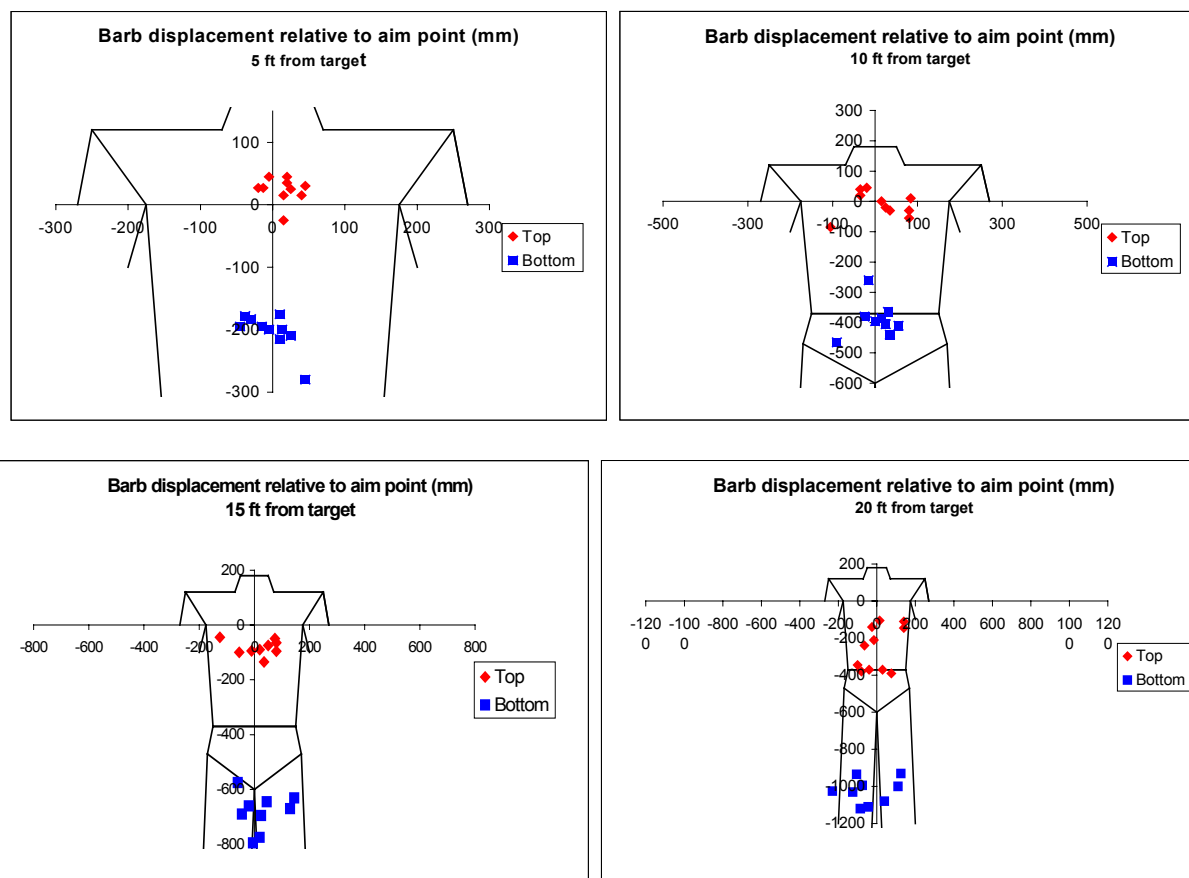 Barb displacement relative to aim point (mm)
5 ft from target
100
0
-300 -200 -100 0 100 200 300
-100
-200
-300
Top
Bottom
Barb displacement relative to aim point (mm)
10 ft from target
300
200
100
0
-500 -300 -100 100 300 500
-100
-200
-300
-400
-500
-600
Top
Bottom
Barb displacement relative to aim point (mm)
15 ft from target
200
0
-800 -600 -400 -200 0 200 400 600 800
-200
-400
-600
-800
Top
Bottom
Barb displacement relative to aim point (mm)
20 ft from target
200
0
-120 -100 -800 -600 -400 -200 0 200 400 600 800 100 120
0 0 0 0
-200
-400
-600
-800
-1000
-1200
Top
Bottom